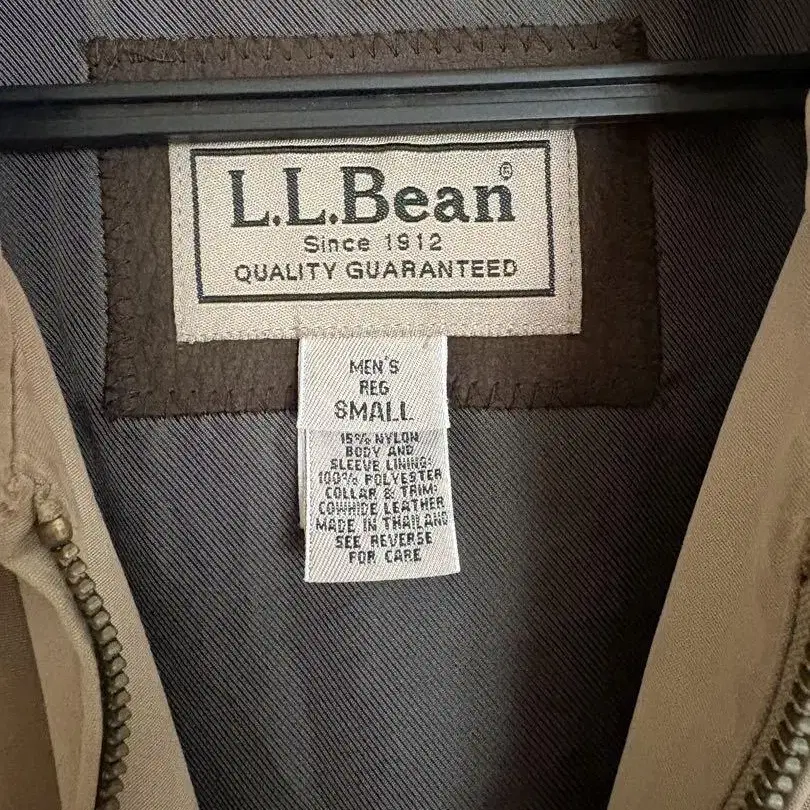 L.L.Bean®
Since 1912
QUALITY GUARANTEED
MEN'S
REG
SMALL
15% NYLON
BODY AND
SLEEVE LINING:
100% POLYESTER
COLLAR & TRIM:
COWHIDE LEATHER
MADE IN THAILAND
SEE REVERSE
FOR CARE